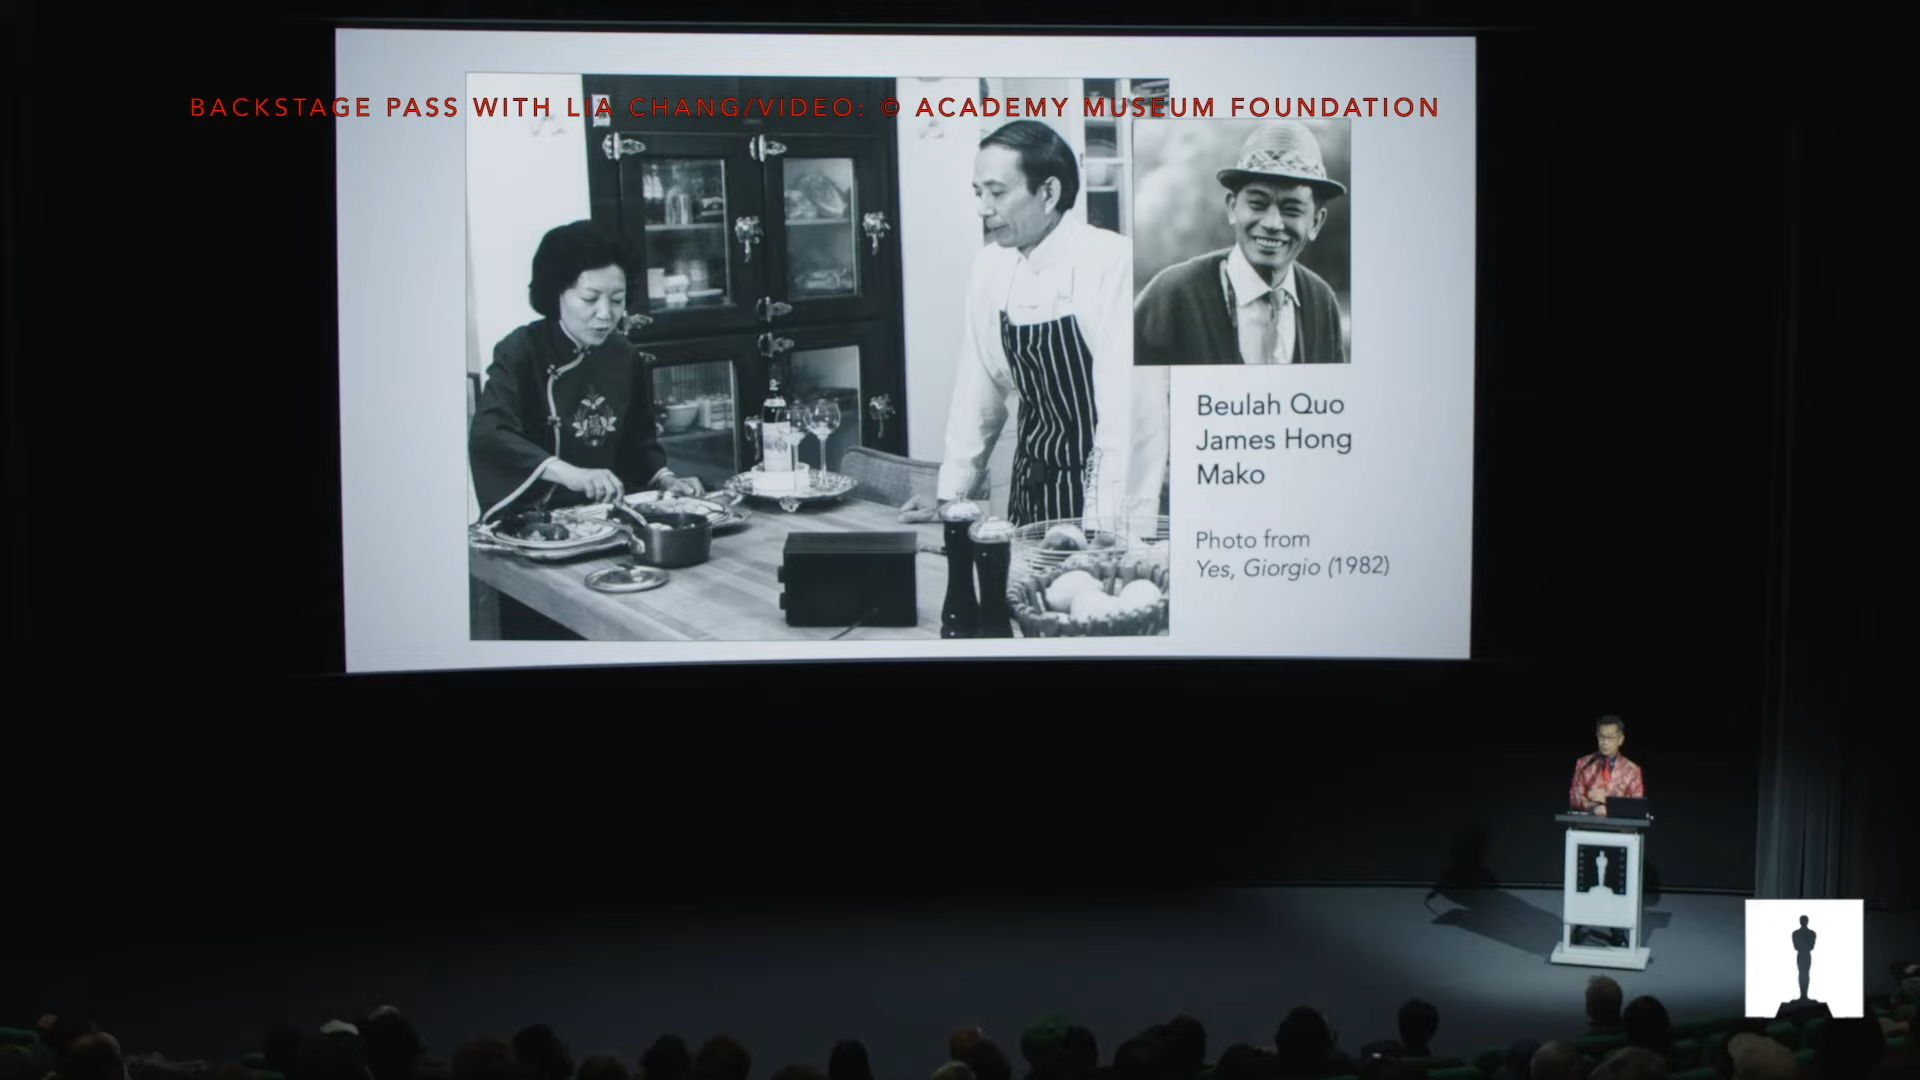 BACKSTAGE PASS WITH LIA CHANG/VIDEO: © ACADEMY MUSEUM FOUNDATION
Beulah Quo
James Hong
Mako
Photo from
Yes, Giorgio (1982)